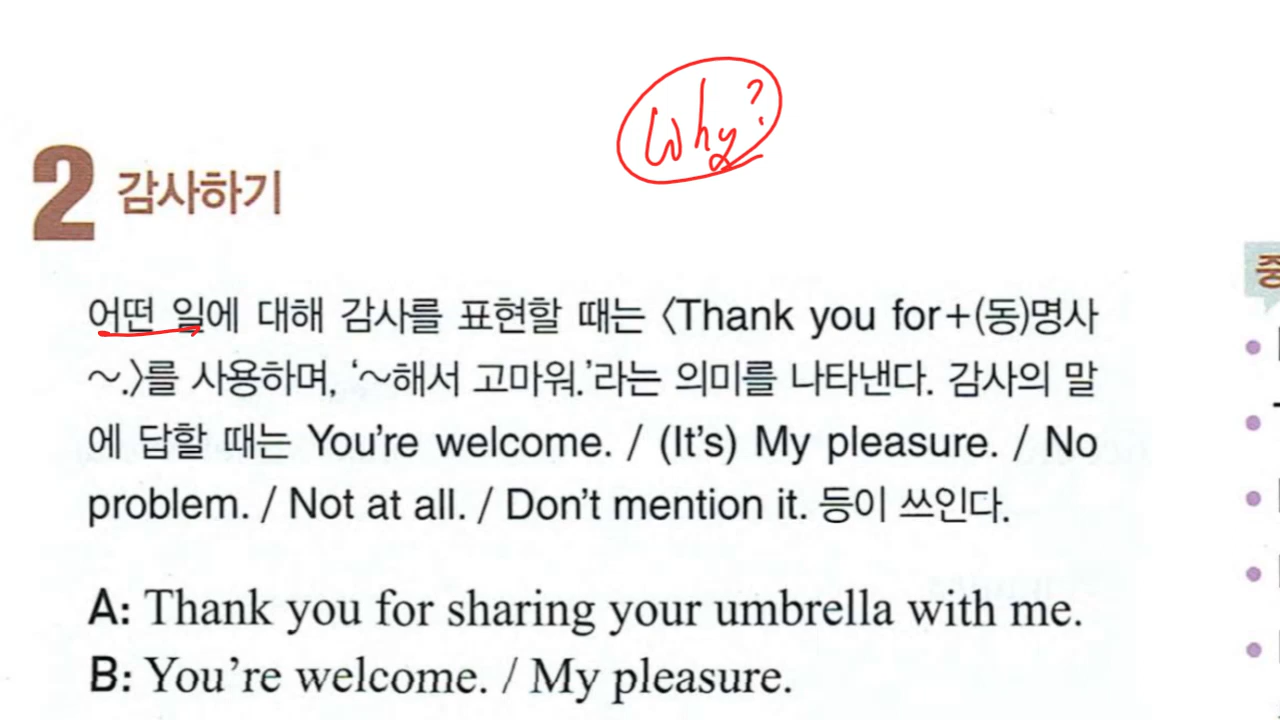 Why?
2 감사하기
어떤 일에 대해 감사를 표현할 때는 〈Thank you for+(동)명사
~.〉를 사용하며, ‘~해서 고마워.’라는 의미를 나타낸다. 감사의 말
에 답할 때는 You’re welcome. / (It’s) My pleasure. / No
problem. / Not at all. / Don’t mention it. 등이 쓰인다.
A: Thank you for sharing your umbrella with me.
B: You’re welcome. / My pleasure.